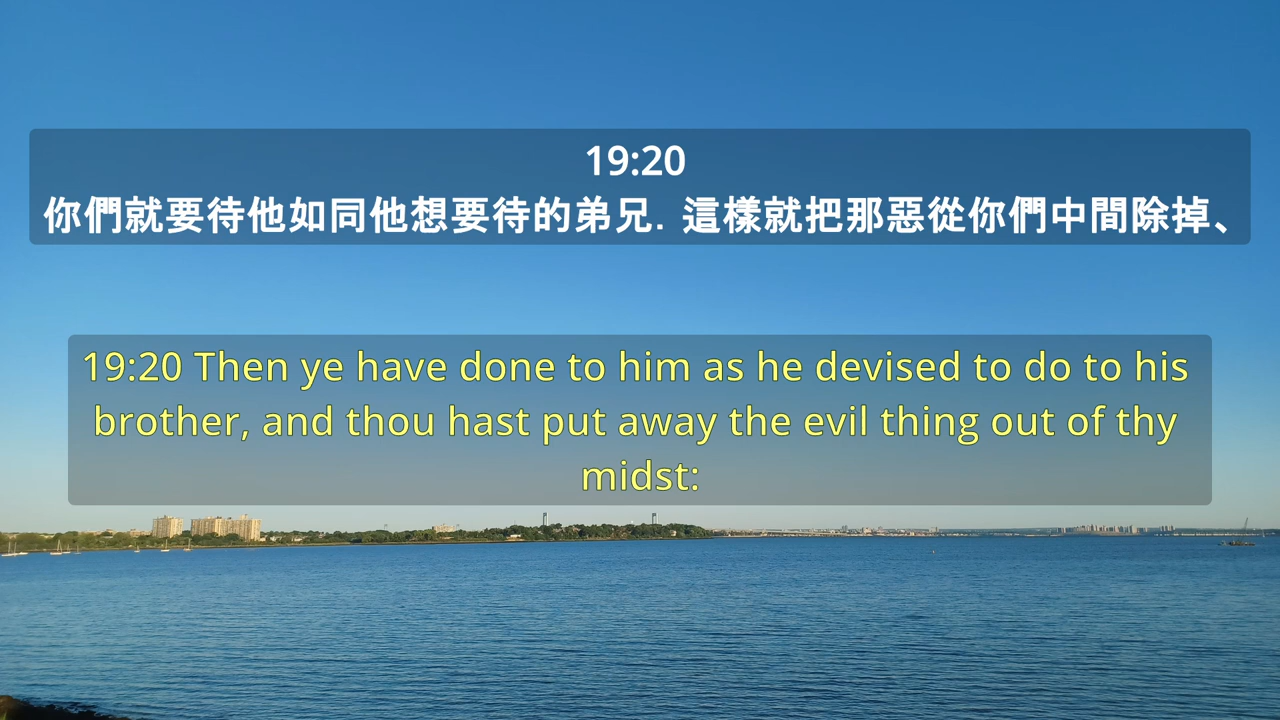 19:20
你們就要待他如同他想要待的弟兄. 這樣就把那惡從你們中間除掉、
19:20 Then ye have done to him as he devised to do to his
brother, and thou hast put away the evil thing out of thy
midst: